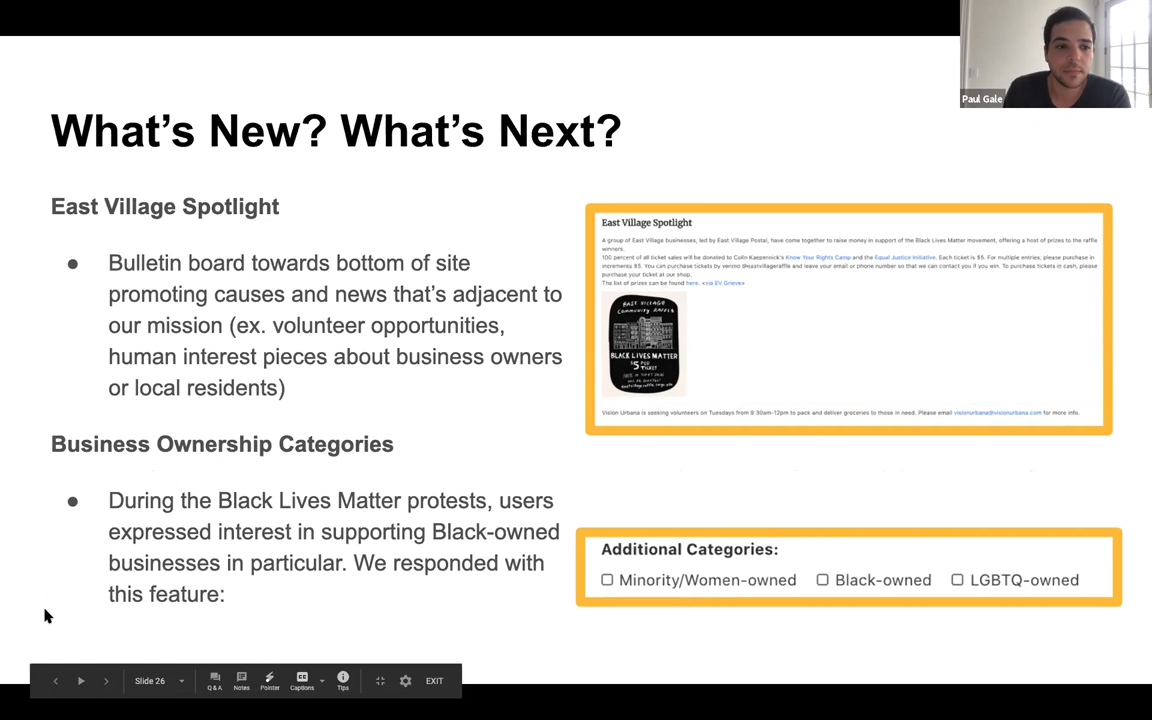 Paul Gale
What's New? What's Next?
East Village Spotlight
● Bulletin board towards bottom of site
promoting causes and news that's adjacent to
our mission (ex. volunteer opportunities,
human interest pieces about business owners
or local residents)
Business Ownership Categories
● During the Black Lives Matter protests, users
expressed interest in supporting Black-owned
businesses in particular. We responded with
this feature:
East Village Spotlight
A group of East Village businesses, led by East Village Postal, have come together to raise money in support of the Black Lives Matter movement, offering a host of prizes to the raffle
winners.
100 percent of all ticket sales will be donated to Colin Kaepernick's Know Your Rights Camp and the Equal Justice Initiative. Each ticket is $5. For multiple entries, please purchase in
increments $5. You can purchase tickets by venmo @eastvillageraffle and leave your email or phone number so that we can contact you if you win. To purchase tickets in cash, please
purchase your ticket at our shop.
The list of prizes can be found here. <via EV Grieve>
EAST VILLAGE
COMMUNITY RAFFLE
BLACK LIVES MATTER
$5 PER
TICKET
Vision Urbana is seeking volunteers on Tuesdays from 9:30am-12pm to pack and deliver groceries to those in need. Please email visionurbana@visionurbana.com for more info.
Additional Categories:
Minority/Women-owned Black-owned LGBTQ-owned
Slide 26
Q & A Notes Pointer Captions Tips EXIT
CC